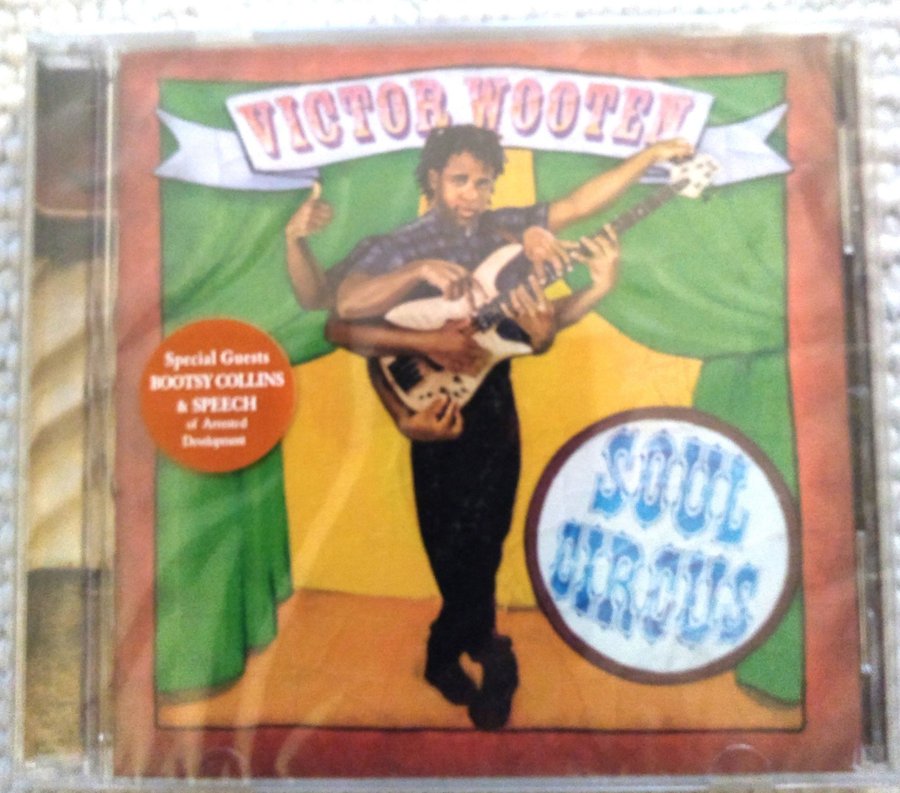 VICTOR WOOTEN
Special Guests
BOOTSY COLLINS
& SPEECH
of Arrested
Development
SOUL
CIRCUS